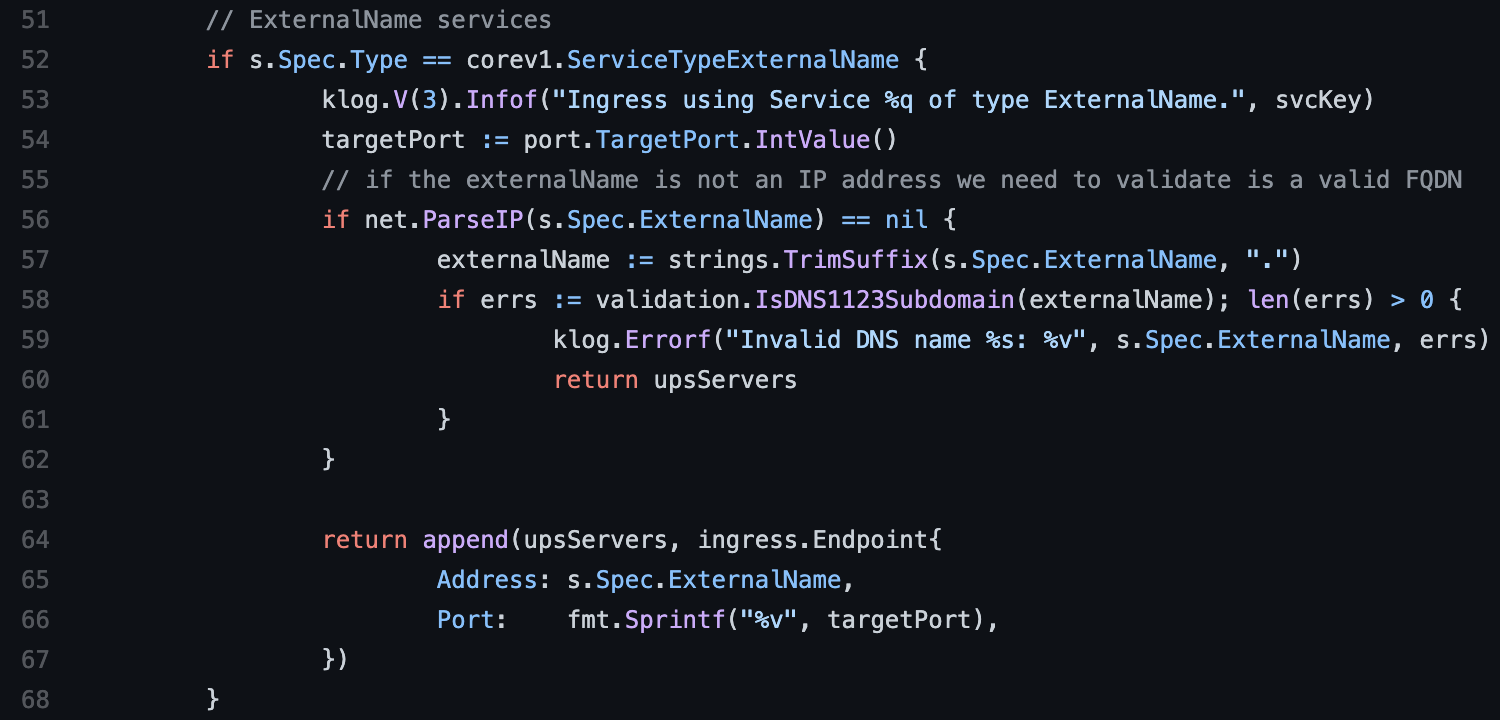 51 // ExternalName services
52 if s.Spec.Type == corev1.ServiceTypeExternalName {
53 klog.V(3).Infof("Ingress using Service %q of type ExternalName.", svcKey)
54 targetPort := port.TargetPort.IntValue()
55 // if the externalName is not an IP address we need to validate is a valid FQDN
56 if net.ParseIP(s.Spec.ExternalName) == nil {
57 externalName := strings.TrimSuffix(s.Spec.ExternalName, ".")
58 if errs := validation.IsDNS1123Subdomain(externalName); len(errs) > 0 {
59 klog.Errorf("Invalid DNS name %s: %v", s.Spec.ExternalName, errs)
60 return upsServers
61 }
62 }
63
64 return append(upsServers, ingress.Endpoint{
65 Address: s.Spec.ExternalName,
66 Port:    fmt.Sprintf("%v", targetPort),
67 })
68 }